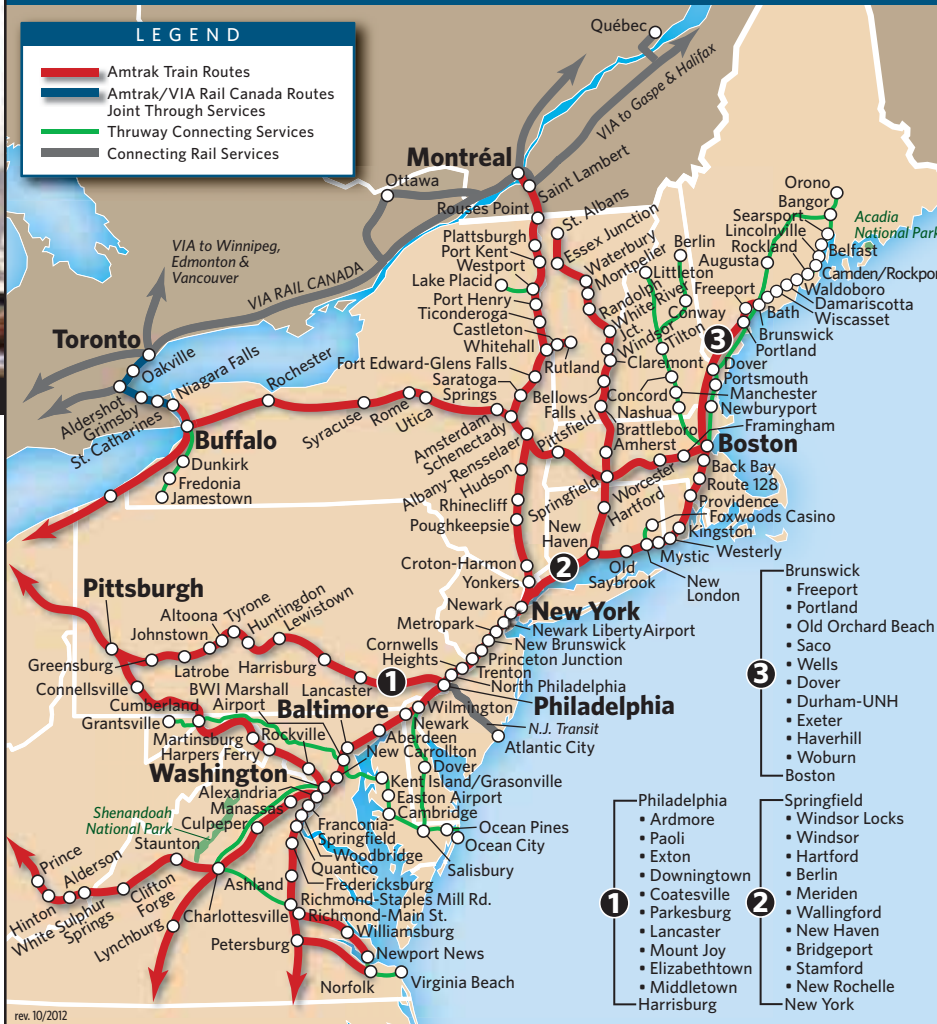 LEGEND
Amtrak Train Routes
Amtrak/VIA Rail Canada Routes
Joint Through Services
Thruway Connecting Services
Connecting Rail Services
Québec
VIA to Gaspe & Halifax
Montréal
Saint Lambert
Ottawa
Rouses Point
St. Albans
Essex Junction
Waterbury
Montpelier
Randolph
White River
Jct.
Windsor
Plattsburgh
Port Kent
Westport
Lake Placid
Port Henry
Ticonderoga
Castleton
Whitehall
Rutland
Fort Edward-Glens Falls
Saratoga
Springs
Berlin
Littleton
Conway
Tilton
Claremont
Concord
Manchester
Nashua
Orono
Bangor
Searsport
Lincolnville
Rockland
Augusta
Belfast
Camden/Rockpor
Waldoboro
Damariscotta
Wiscasset
Bath
Freeport
Brunswick
Portland
Acadia
National Park
3
Dover
Portsmouth
Newburyport
Framingham
VIA to Winnipeg,
Edmonton &
Vancouver
VIA RAIL CANADA
Toronto
Oakville
Aldershot
Grimsby
St. Catharines
Niagara Falls
Rochester
Syracuse
Rome
Utica
Amsterdam
Schenectady
Albany-Rensselaer
Hudson
Rhinecliff
Poughkeepsie
Croton-Harmon
Yonkers
Buffalo
Dunkirk
Fredonia
Jamestown
Bellows
Falls
Brattleboro
Amherst
Pittsfield
Springfield
Worcester
Hartford
Boston
Back Bay
Route 128
Providence
Foxwoods Casino
Kingston
Westerly
Mystic
New
London
Old
Saybrook
New
Haven
2
New York
Newark
Metropark
Newark LibertyAirport
New Brunswick
Princeton Junction
Cornwells
Heights
Trenton
North Philadelphia
Philadelphia
N.J. Transit
Atlantic City
Pittsburgh
Greensburg
Latrobe
Johnstown
Altoona
Tyrone
Huntingdon
Lewistown
Harrisburg
Lancaster
1
Connellsville
Cumberland
Grantsville
Martinsburg
Harpers Ferry
Rockville
BWI Marshall
Airport
Baltimore
Wilmington
Newark
Aberdeen
New Carrollton
Dover
Washington
Alexandria
Manassas
Culpeper
Kent Island/Grasonville
Easton Airport
Cambridge
Ocean Pines
Ocean City
Salisbury
Franconia-
Springfield
Woodbridge
Quantico
Fredericksburg
Ashland
Richmond-Staples Mill Rd.
Richmond-Main St.
Williamsburg
Newport News
Petersburg
Norfolk
Virginia Beach
Shenandoah
National Park
Staunton
Charlottesville
Lynchburg
Clifton
Forge
White Sulphur
Springs
Alderson
Hinton
Prince
3
Brunswick
• Freeport
• Portland
• Old Orchard Beach
• Saco
• Wells
• Dover
• Durham-UNH
• Exeter
• Haverhill
• Woburn
Boston
1
Philadelphia
• Ardmore
• Paoli
• Exton
• Downingtown
• Coatesville
• Parkesburg
• Lancaster
• Mount Joy
• Elizabethtown
• Middletown
Harrisburg
2
Springfield
• Windsor Locks
• Windsor
• Hartford
• Berlin
• Meriden
• Wallingford
• New Haven
• Bridgeport
• Stamford
• New Rochelle
New York
rev. 10/2012